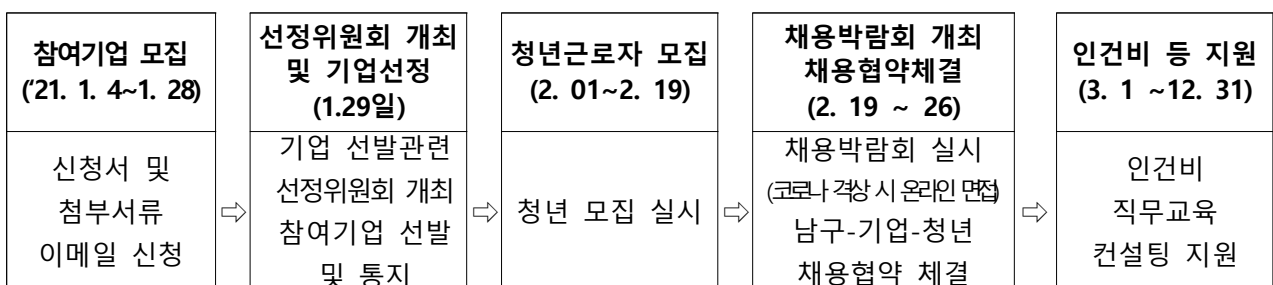 참여기업 모집
('21. 1. 4~1. 28)
신청서 및
첨부서류
이메일 신청
⇨
선정위원회 개최
및 기업선정
(1.29일)
기업 선발관련
선정위원회 개최
참여기업 선발
및 통지
⇨
청년근로자 모집
(2. 01~2. 19)
청년 모집 실시
⇨
채용박람회 개최
채용협약체결
(2. 19 ~ 26)
채용박람회 실시
(코로나 격상 시 온라인 면접)
남구-기업-청년
채용협약 체결
⇨
인건비 등 지원
(3. 1 ~12. 31)
인건비
직무교육
컨설팅 지원